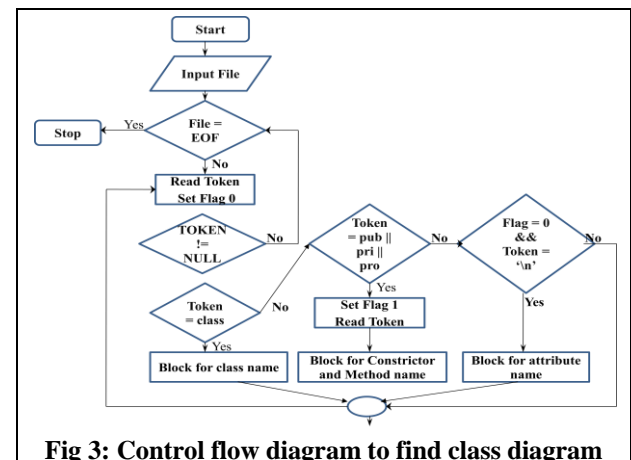 Start
Input File
File =
EOF
Yes
Stop
No
Read Token
Set Flag 0
TOKEN
!=
NULL
No
Token
= class
No
Yes
Block for class name
Token
= pub ||
pri ||
pro
No
Yes
Set Flag 1
Read Token
Block for Constrictor
and Method name
Flag = 0
&&
Token =
‘\n’
No
Yes
Block for attribute
name
Fig 3: Control flow diagram to find class diagram